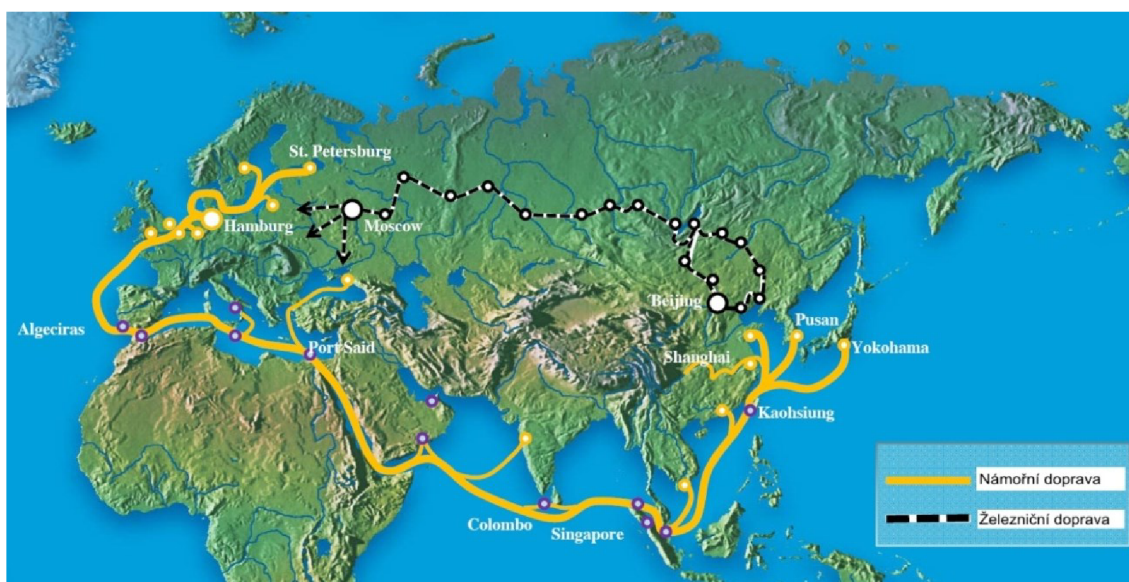 St. Petersburg
Hamburg
Moscow
Beijing
Algeciras
Port Said
Pusan
Shanghai
Yokohama
Kaohsiung
Colombo
Singapore
Námořní doprava
Železniční doprava